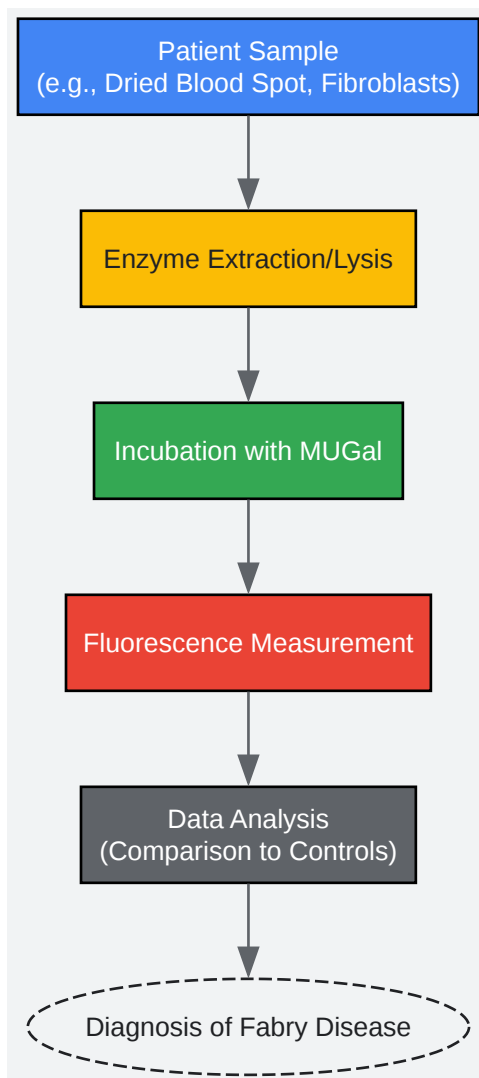 Patient Sample
(e.g., Dried Blood Spot, Fibroblasts)
Enzyme Extraction/Lysis
Incubation with MUGal
Fluorescence Measurement
Data Analysis
(Comparison to Controls)
Diagnosis of Fabry Disease